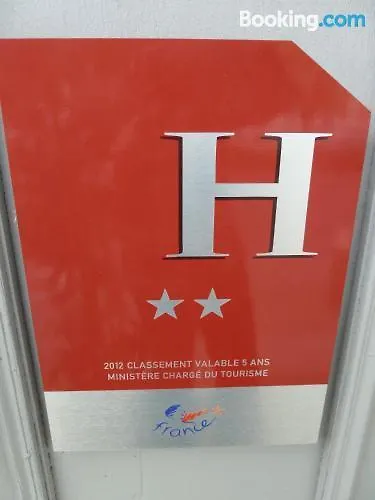 Booking.com
H
2012 CLASSEMENT VALABLE 5 ANS
MINISTÈRE CHARGÉ DU TOURISME
france